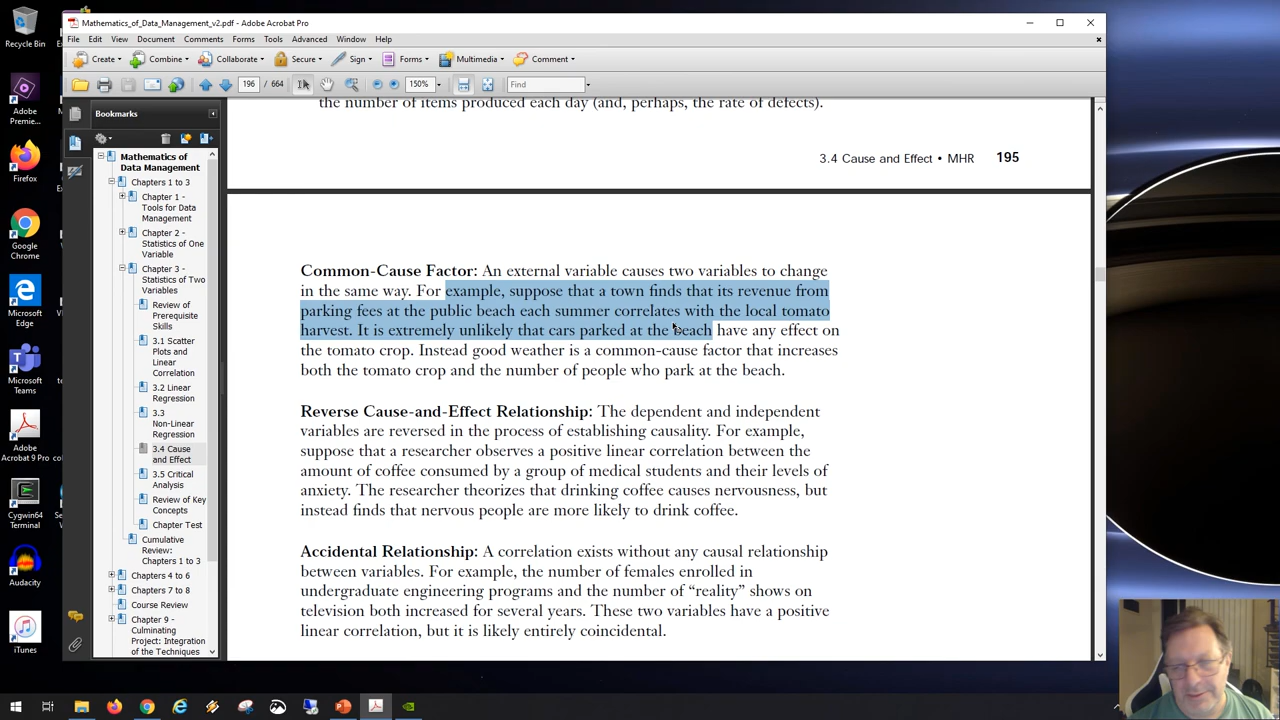 Recycle Bin
Adobe
Premie...
Firefox
Google
Chrome
Microsoft
Edge
Microsoft
Teams
Adobe
Acrobat 9 Pro
Cygwin64
Terminal
Audacity
iTunes
Mathematics_of_Data_Management_v2.pdf - Adobe Acrobat Pro
File Edit View Document Comments Forms Tools Advanced Window Help
Create Combine Collaborate Secure Sign Forms Multimedia Comment
196 / 664 150% Find
Bookmarks
Mathematics of
Data Management
Chapters 1 to 3
Chapter 1 -
Tools for Data
Management
Chapter 2 -
Statistics of One
Variable
Chapter 3 -
Statistics of Two
Variables
Review of
Prerequisite
Skills
3.1 Scatter
Plots and
Linear
Correlation
3.2 Linear
Regression
3.3
Non-Linear
Regression
3.4 Cause
and Effect
3.5 Critical
Analysis
Review of Key
Concepts
Chapter Test
Cumulative
Review:
Chapters 1 to 3
Chapters 4 to 6
Chapters 7 to 8
Course Review
Chapter 9 -
Culminating
Project: Integration
of the Techniques
the number of items produced each day (and, perhaps, the rate of defects).
3.4 Cause and Effect • MHR 195
Common-Cause Factor: An external variable causes two variables to change
in the same way. For example, suppose that a town finds that its revenue from
parking fees at the public beach each summer correlates with the local tomato
harvest. It is extremely unlikely that cars parked at the beach have any effect on
the tomato crop. Instead good weather is a common-cause factor that increases
both the tomato crop and the number of people who park at the beach.
Reverse Cause-and-Effect Relationship: The dependent and independent
variables are reversed in the process of establishing causality. For example,
suppose that a researcher observes a positive linear correlation between the
amount of coffee consumed by a group of medical students and their levels of
anxiety. The researcher theorizes that drinking coffee causes nervousness, but
instead finds that nervous people are more likely to drink coffee.
Accidental Relationship: A correlation exists without any causal relationship
between variables. For example, the number of females enrolled in
undergraduate engineering programs and the number of “reality” shows on
television both increased for several years. These two variables have a positive
linear correlation, but it is likely entirely coincidental.